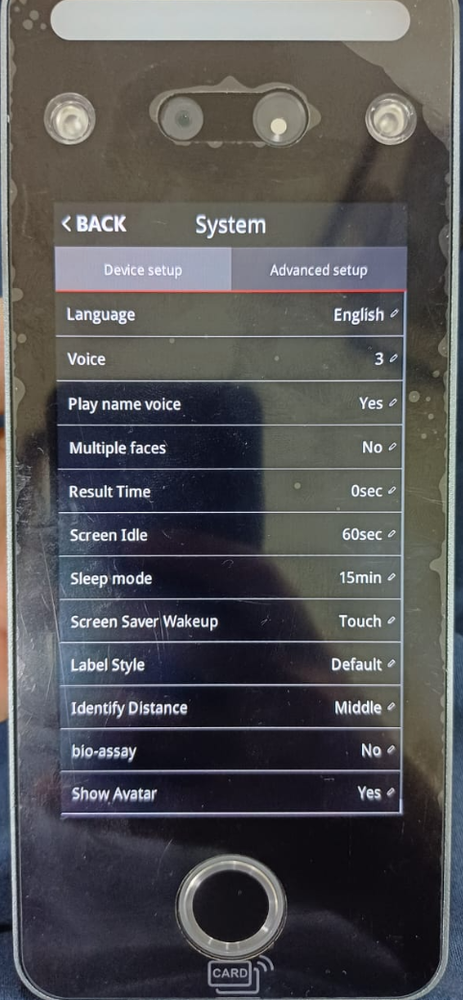 < BACK System
Device setup Advanced setup
Language English
Voice 3
Play name voice Yes
Multiple faces No
Result Time 0sec
Screen Idle 60sec
Sleep mode 15min
Screen Saver Wakeup Touch
Label Style Default
Identify Distance Middle
bio-assay No
Show Avatar Yes
CARD